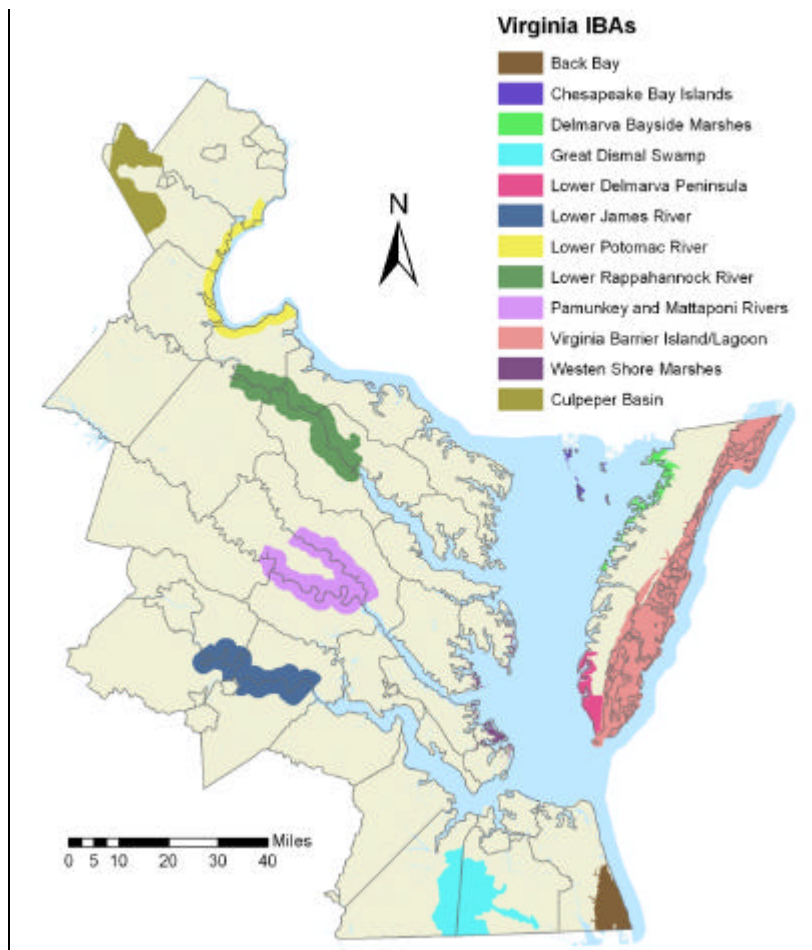 Virginia IBAs
Back Bay
Chesapeake Bay Islands
Delmarva Bayside Marshes
Great Dismal Swamp
Lower Delmarva Peninsula
Lower James River
Lower Potomac River
Lower Rappahannock River
Pamunkey and Mattaponi Rivers
Virginia Barrier Island/Lagoon
Westen Shore Marshes
Culpeper Basin
N
Miles
0 5 10 20 30 40